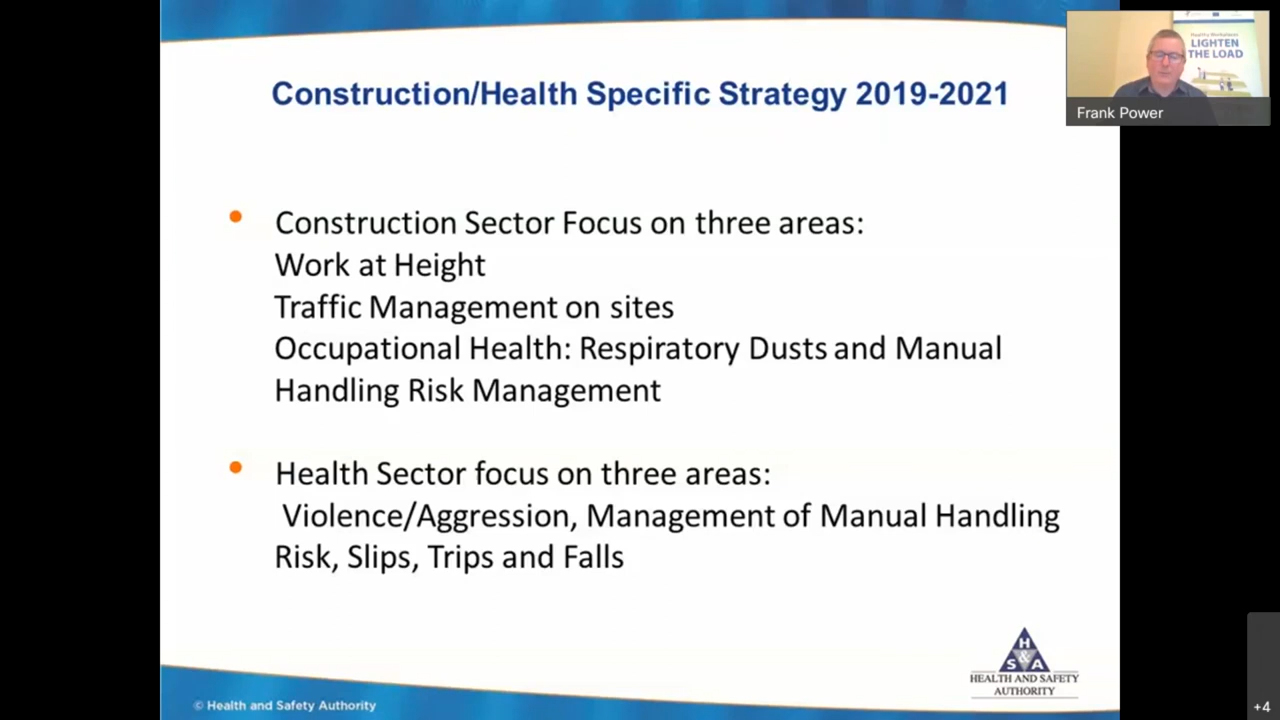 Construction/Health Specific Strategy 2019-2021
Healthy Workplaces
LIGHTEN
THE LOAD
Frank Power
• Construction Sector Focus on three areas:
Work at Height
Traffic Management on sites
Occupational Health: Respiratory Dusts and Manual
Handling Risk Management
• Health Sector focus on three areas:
Violence/Aggression, Management of Manual Handling
Risk, Slips, Trips and Falls
H
S & A
HEALTH AND SAFETY
AUTHORITY
© Health and Safety Authority
+4